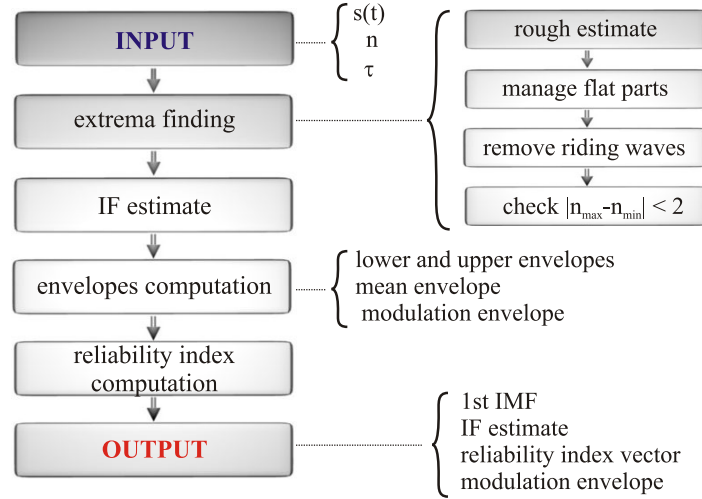 INPUT
s(t)
n
τ
extrema finding
rough estimate
manage flat parts
remove riding waves
check |nmax-nmin| < 2
IF estimate
envelopes computation
lower and upper envelopes
mean envelope
modulation envelope
reliability index
computation
OUTPUT
1st IMF
IF estimate
reliability index vector
modulation envelope